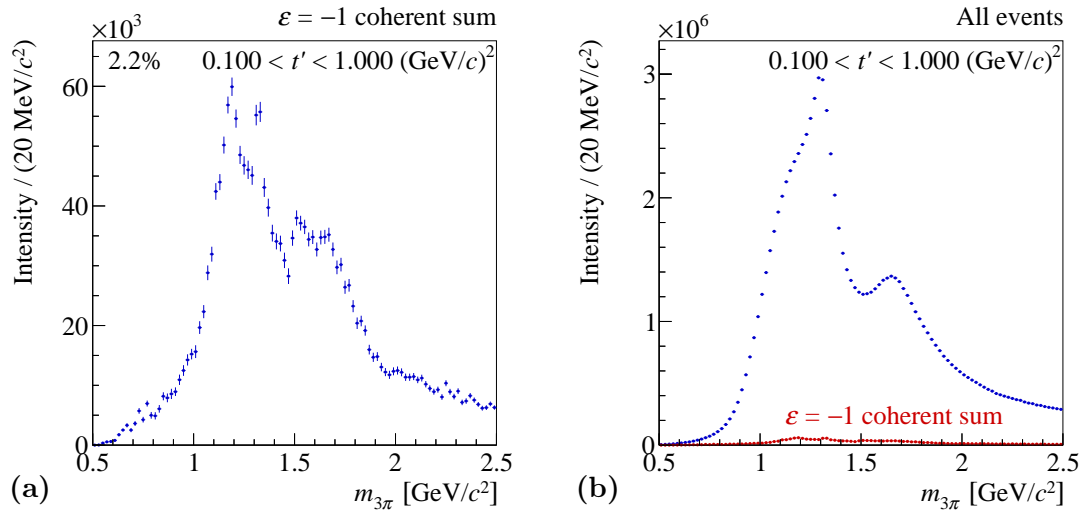 ×10³
ε = −1 coherent sum
2.2%
0.100 < t′ < 1.000 (GeV/c)²
Intensity / (20 MeV/c²)
60
40
20
0
0.5 1 1.5 2 2.5
m3π [GeV/c²]
(a)
×10⁶
All events
0.100 < t′ < 1.000 (GeV/c)²
Intensity / (20 MeV/c²)
3
2
1
0
ε = −1 coherent sum
0.5 1 1.5 2 2.5
m3π [GeV/c²]
(b)